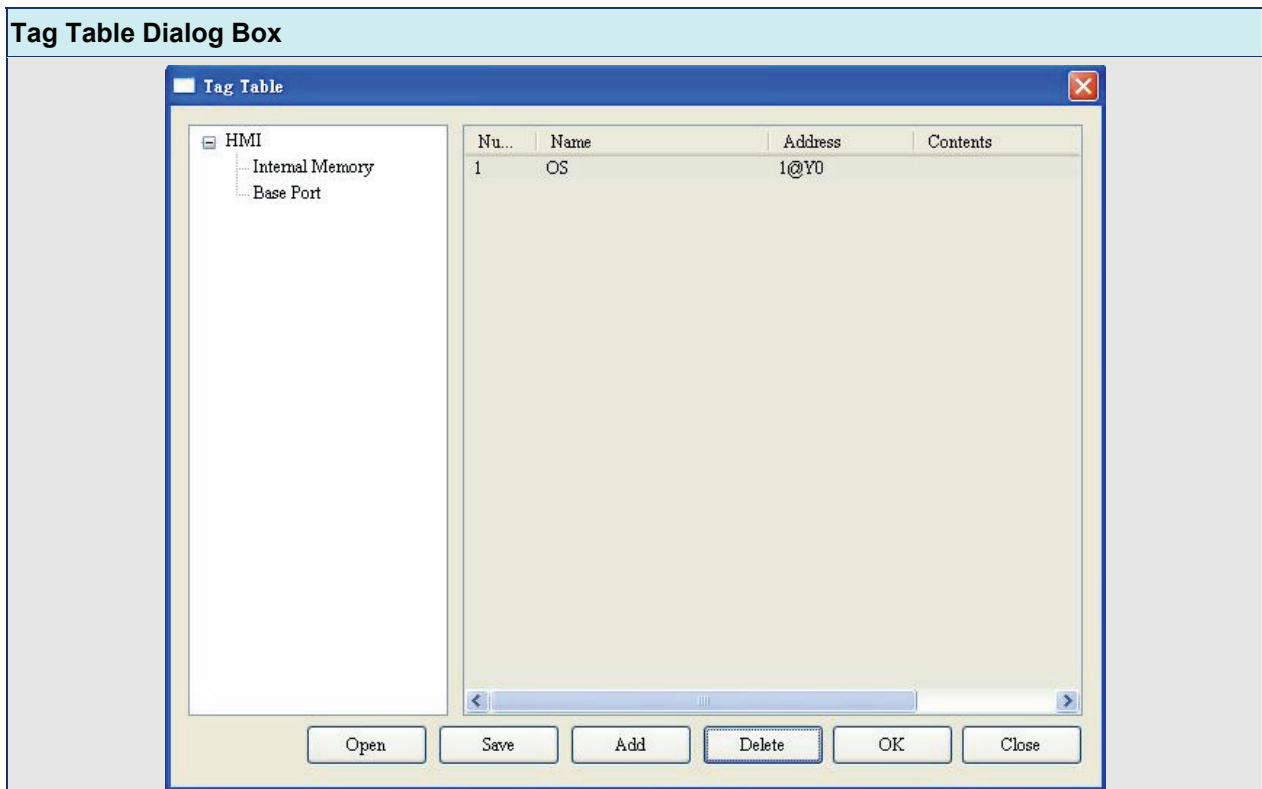 Tag Table Dialog Box
Tag Table
HMI
Internal Memory
Base Port
Nu... Name Address Contents
1 OS 1@Y0
Open Save Add Delete OK Close